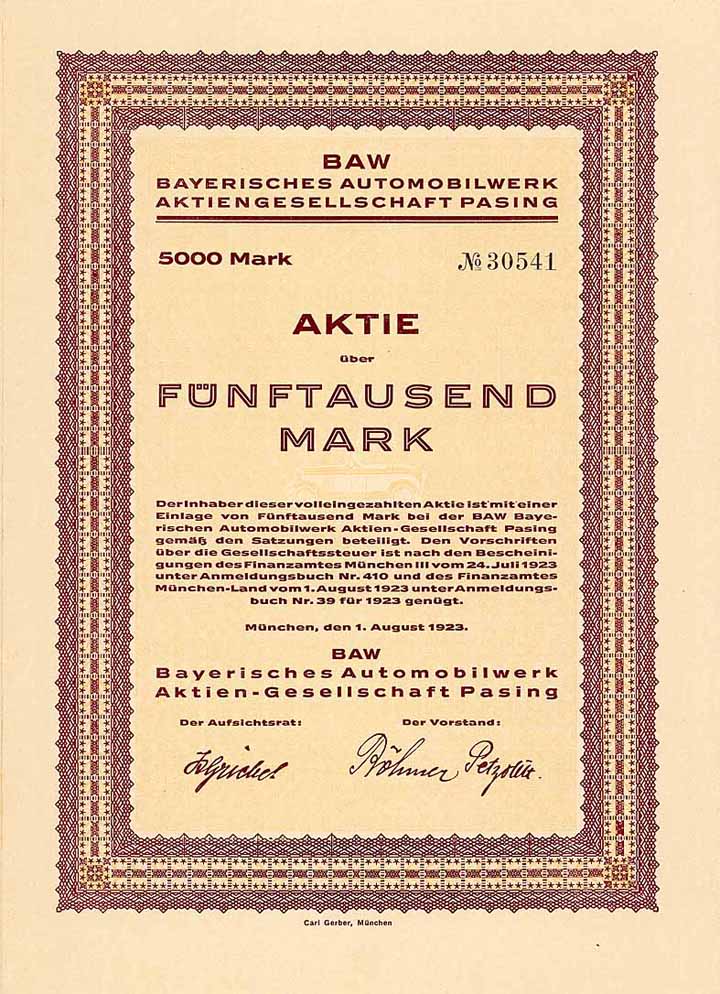 BAW
BAYERISCHES AUTOMOBILWERK
AKTIENGESELLSCHAFT PASING
5000 Mark № 30541
AKTIE
über
FÜNFTAUSEND
MARK
Der Inhaber dieser volleingezahlten Aktie ist mit einer
Einlage von Fünftausend Mark bei der BAW Baye-
rischen Automobilwerk Aktien-Gesellschaft Pasing
gemäß den Satzungen beteiligt. Den Vorschriften
über die Gesellschaftssteuer ist nach den Bescheini-
gungen des Finanzamtes München III vom 24. Juli 1923
unter Anmeldungsbuch Nr. 410 und des Finanzamtes
München-Land vom 1. August 1923 unter Anmeldungs-
buch Nr. 39 für 1923 genügt.
München, den 1. August 1923.
BAW
Bayerisches Automobilwerk
Aktien-Gesellschaft Pasing
Der Aufsichtsrat: Der Vorstand:
Böhmer
Carl Gerber, München